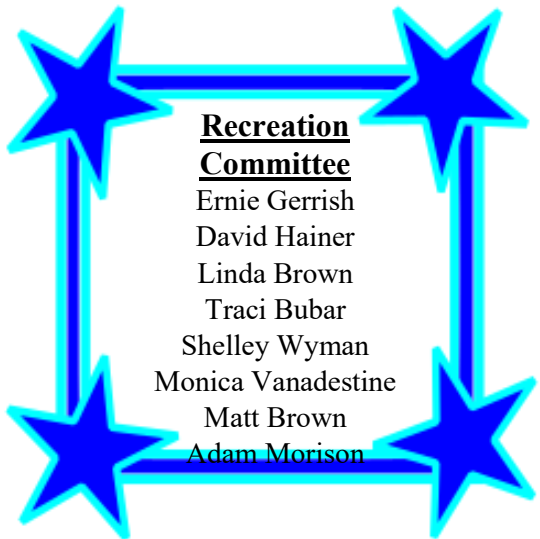 Recreation
Committee
Ernie Gerrish
David Hainer
Linda Brown
Traci Bubar
Shelley Wyman
Monica Vanadestine
Matt Brown
Adam Morison